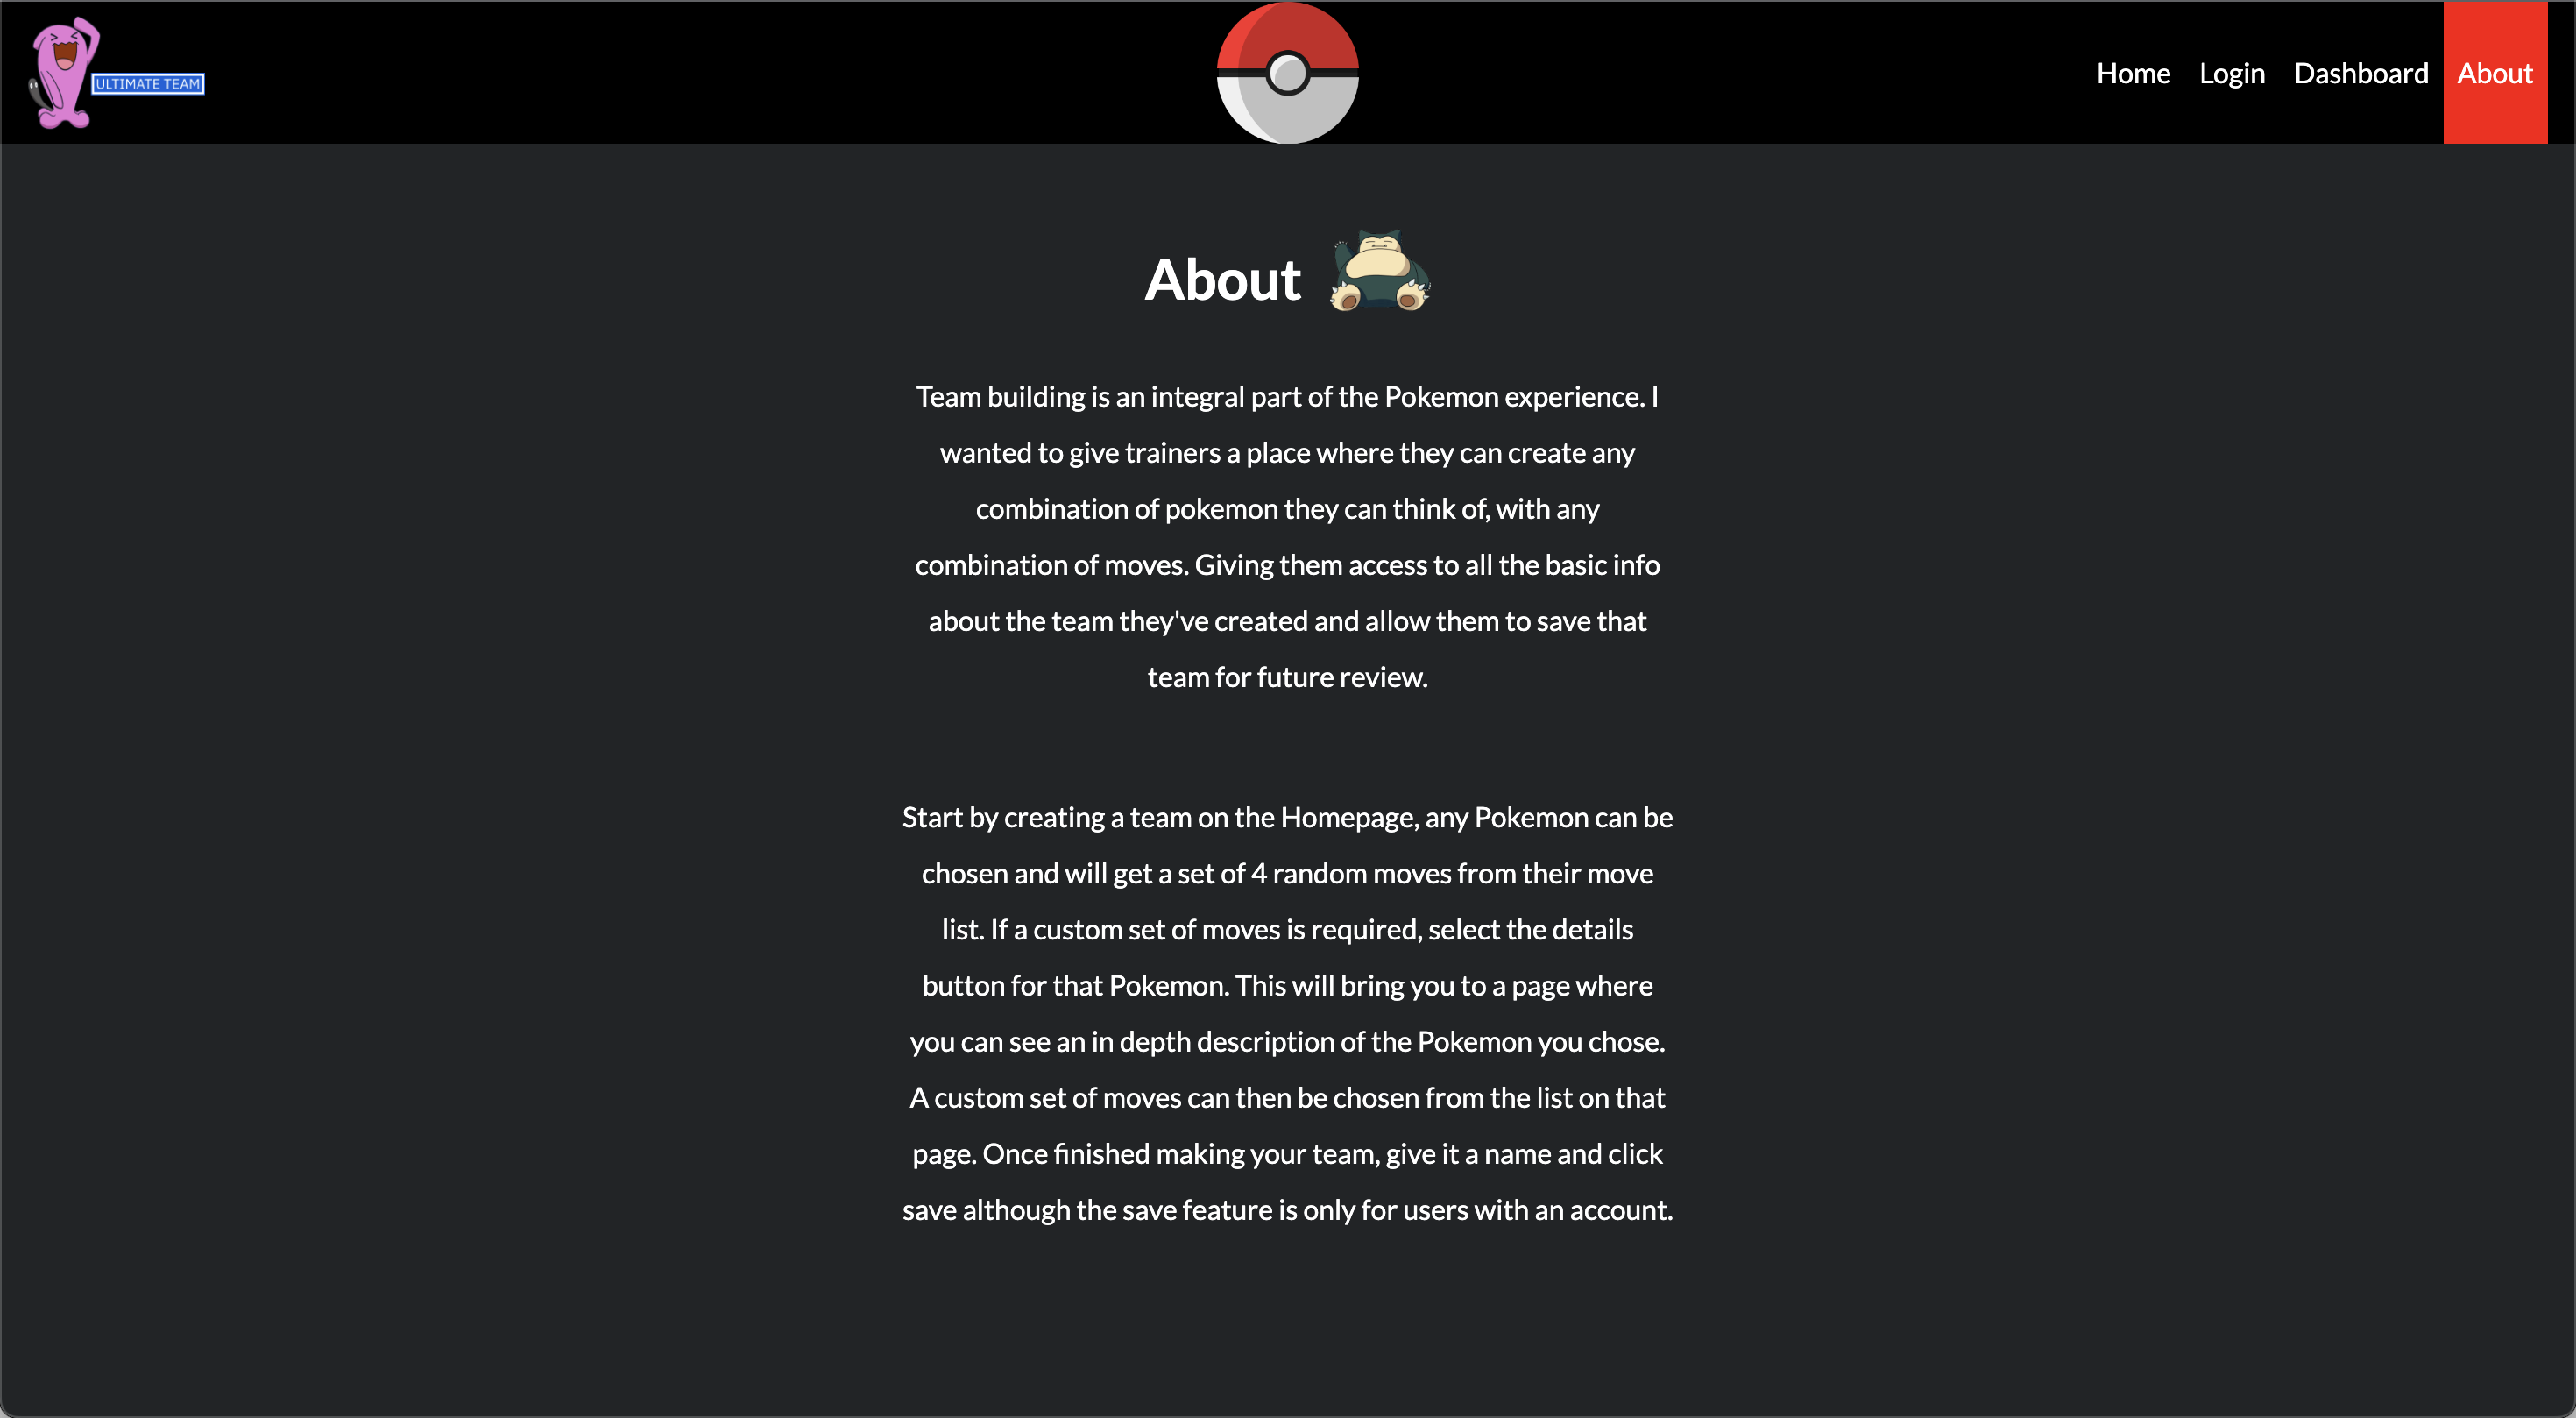 ULTIMATE TEAM
Home Login Dashboard About
About
Team building is an integral part of the Pokemon experience. I
wanted to give trainers a place where they can create any
combination of pokemon they can think of, with any
combination of moves. Giving them access to all the basic info
about the team they've created and allow them to save that
team for future review.
Start by creating a team on the Homepage, any Pokemon can be
chosen and will get a set of 4 random moves from their move
list. If a custom set of moves is required, select the details
button for that Pokemon. This will bring you to a page where
you can see an in depth description of the Pokemon you chose.
A custom set of moves can then be chosen from the list on that
page. Once finished making your team, give it a name and click
save although the save feature is only for users with an account.